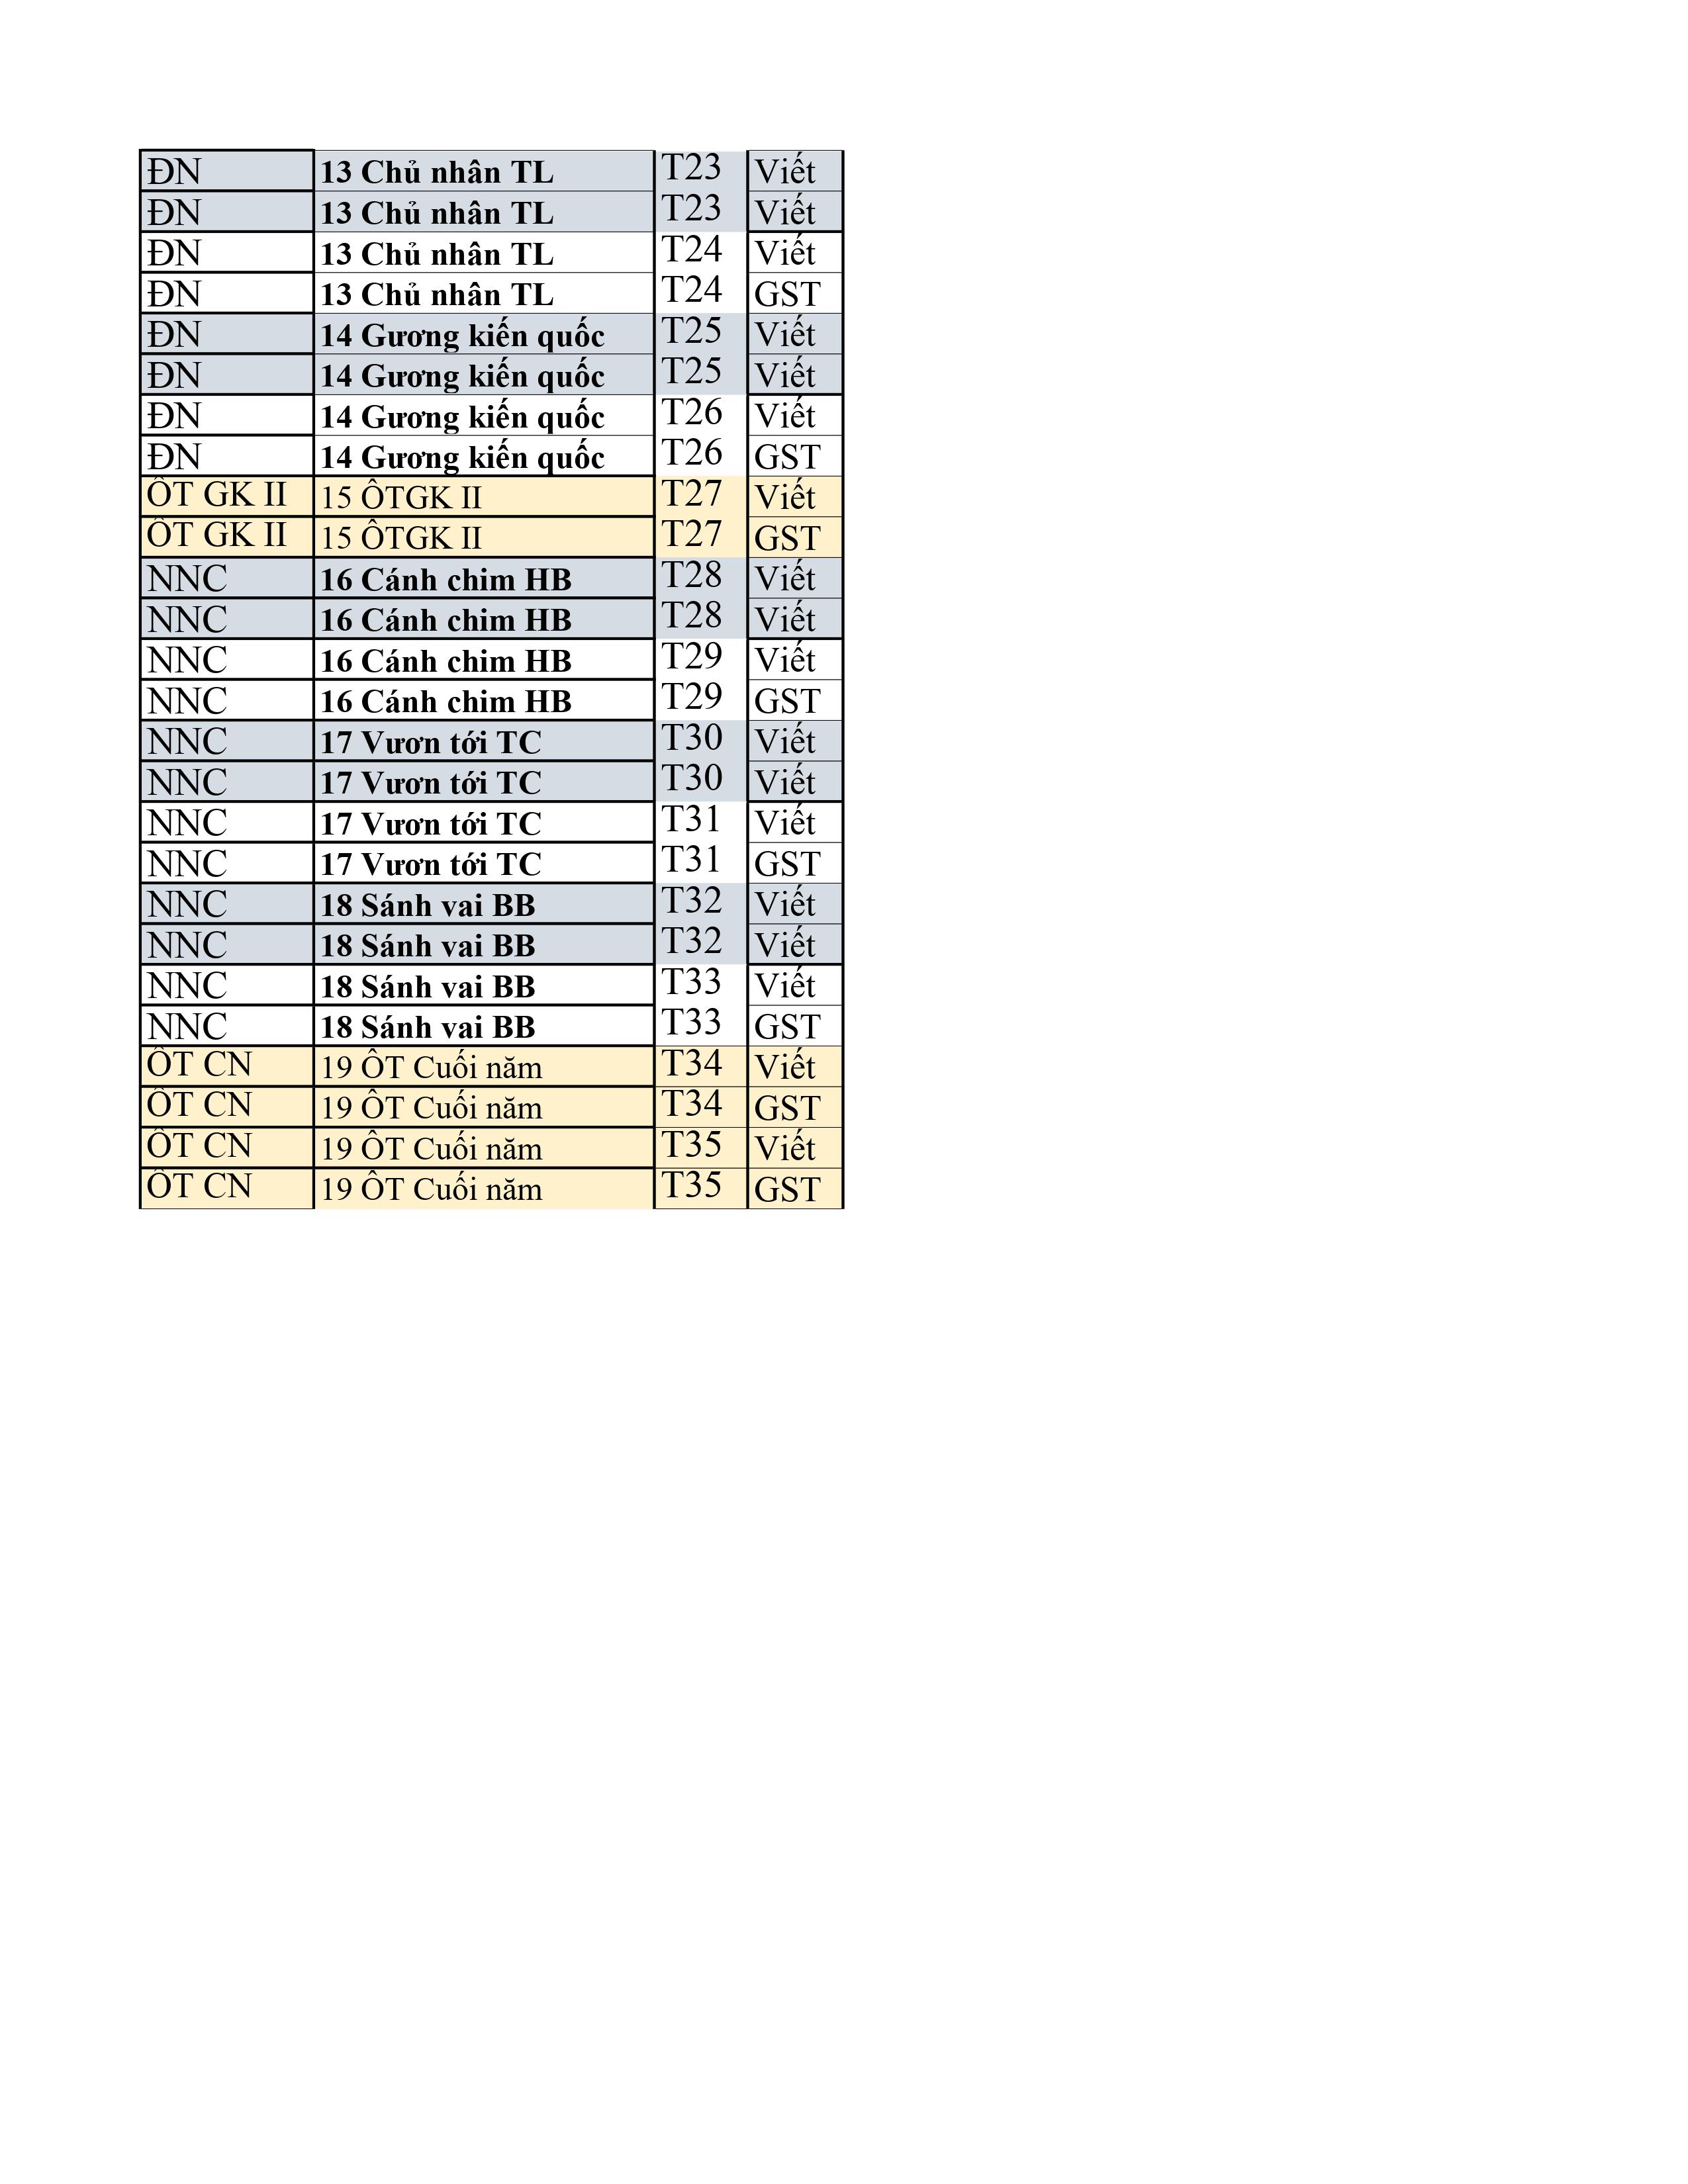 ĐN 13 Chủ nhân TL T23 Viết
ĐN 13 Chủ nhân TL T23 Viết
ĐN 13 Chủ nhân TL T24 Viết
ĐN 13 Chủ nhân TL T24 GST
ĐN 14 Gương kiến quốc T25 Viết
ĐN 14 Gương kiến quốc T25 Viết
ĐN 14 Gương kiến quốc T26 Viết
ĐN 14 Gương kiến quốc T26 GST
ÔT GK II 15 ÔTGK II T27 Viết
ÔT GK II 15 ÔTGK II T27 GST
NNC 16 Cánh chim HB T28 Viết
NNC 16 Cánh chim HB T28 Viết
NNC 16 Cánh chim HB T29 Viết
NNC 16 Cánh chim HB T29 GST
NNC 17 Vươn tới TC T30 Viết
NNC 17 Vươn tới TC T30 Viết
NNC 17 Vươn tới TC T31 Viết
NNC 17 Vươn tới TC T31 GST
NNC 18 Sánh vai BB T32 Viết
NNC 18 Sánh vai BB T32 Viết
NNC 18 Sánh vai BB T33 Viết
NNC 18 Sánh vai BB T33 GST
ÔT CN 19 ÔT Cuối năm T34 Viết
ÔT CN 19 ÔT Cuối năm T34 GST
ÔT CN 19 ÔT Cuối năm T35 Viết
ÔT CN 19 ÔT Cuối năm T35 GST